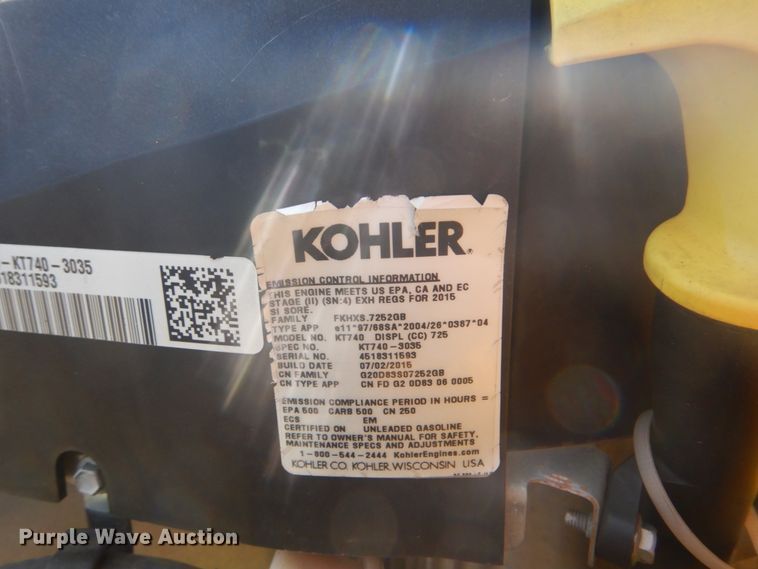 -KT740-3035
518311593
KOHLER.
EMISSION CONTROL INFORMATION
THIS ENGINE MEETS US EPA, CA AND EC
STAGE (II) (SN:4) EXH REGS FOR 2015
SI SORE.
FAMILY FKHXS.7252GB
TYPE APP e11*97/68SA*2004/26*0387*04
MODEL NO. KT740 DISPL (CC) 725
SPEC NO. KT740-3035
SERIAL NO. 4518311593
BUILD DATE 07/02/2015
CN FAMILY G20D83S07252GB
CN TYPE APP CN FD G2 0D83 06 0005
EMISSION COMPLIANCE PERIOD IN HOURS =
EPA 500 CARB 500 CN 250
ECS EM
CERTIFIED ON UNLEADED GASOLINE
REFER TO OWNER'S MANUAL FOR SAFETY,
MAINTENANCE SPECS AND ADJUSTMENTS
1-800-544-2444 KohlerEngines.com
KOHLER CO. KOHLER, WISCONSIN USA
Purple Wave Auction